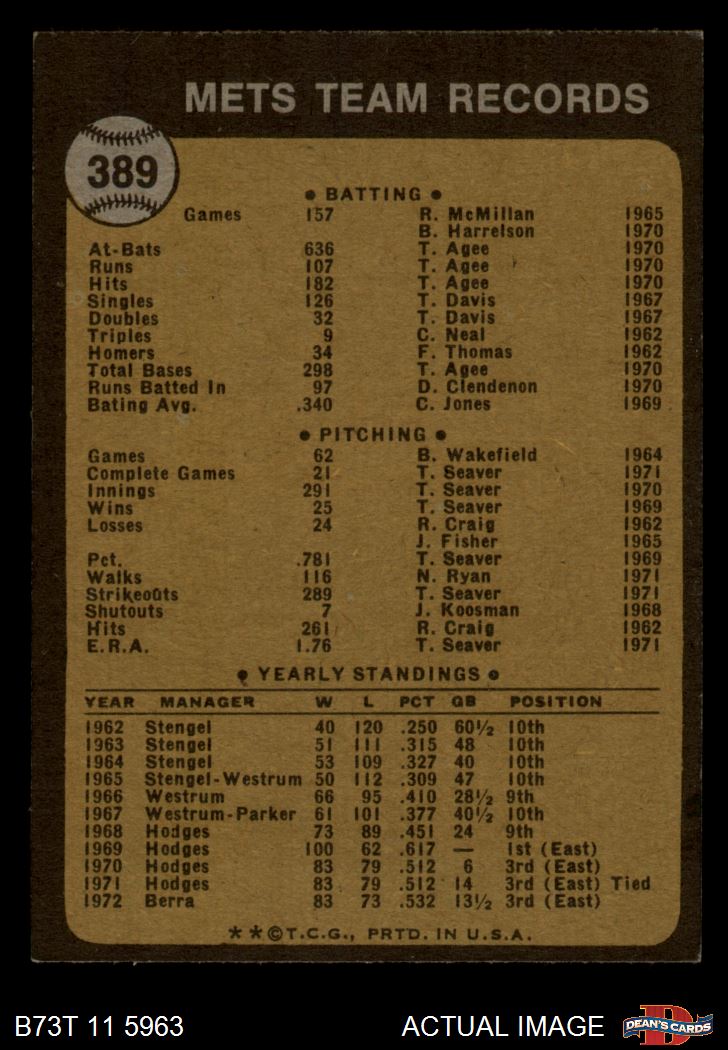 METS TEAM RECORDS
389
• BATTING •
Games 157 R. McMillan 1965
B. Harrelson 1970
At-Bats 636 T. Agee 1970
Runs 107 T. Agee 1970
Hits 182 T. Agee 1970
Singles 126 T. Davis 1967
Doubles 32 T. Davis 1967
Triples 9 C. Neal 1962
Homers 34 F. Thomas 1962
Total Bases 298 T. Agee 1970
Runs Batted In 97 D. Clendenon 1970
Bating Avg. .340 C. Jones 1969
• PITCHING •
Games 62 B. Wakefield 1964
Complete Games 21 T. Seaver 1971
Innings 291 T. Seaver 1970
Wins 25 T. Seaver 1969
Losses 24 R. Craig 1962
J. Fisher 1965
Pct. .781 T. Seaver 1969
Walks 116 N. Ryan 1971
Strikeouts 289 T. Seaver 1971
Shutouts 7 J. Koosman 1968
Hits 261 R. Craig 1962
E.R.A. 1.76 T. Seaver 1971
• YEARLY STANDINGS •
YEAR MANAGER W L PCT GB POSITION
1962 Stengel 40 120 .250 60½ 10th
1963 Stengel 51 111 .315 48 10th
1964 Stengel 53 109 .327 40 10th
1965 Stengel-Westrum 50 112 .309 47 10th
1966 Westrum 66 95 .410 28½ 9th
1967 Westrum-Parker 61 101 .377 40½ 10th
1968 Hodges 73 89 .451 24 9th
1969 Hodges 100 62 .617 — 1st (East)
1970 Hodges 83 79 .512 6 3rd (East)
1971 Hodges 83 79 .512 14 3rd (East) Tied
1972 Berra 83 73 .532 13½ 3rd (East)
* * © T.C.G., PRTD. IN U.S.A.
B73T 11 5963 ACTUAL IMAGE
D
DEAN'S CARDS